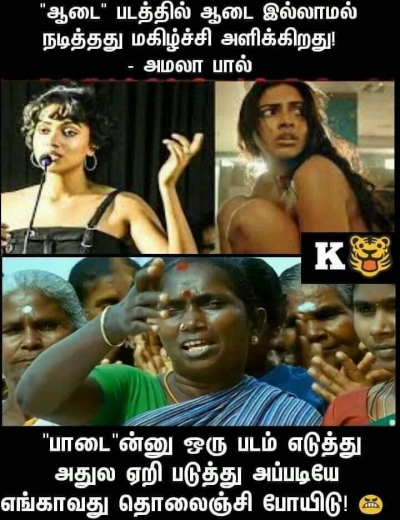 "ஆடை" படத்தில் ஆடை இல்லாமல்
நடித்தது மகிழ்ச்சி அளிக்கிறது!
- அமலா பால்
K
"பாடை"ன்னு ஒரு படம் எடுத்து
அதுல ஏறி படுத்து அப்படியே
எங்காவது தொலைஞ்சி போயிடு!